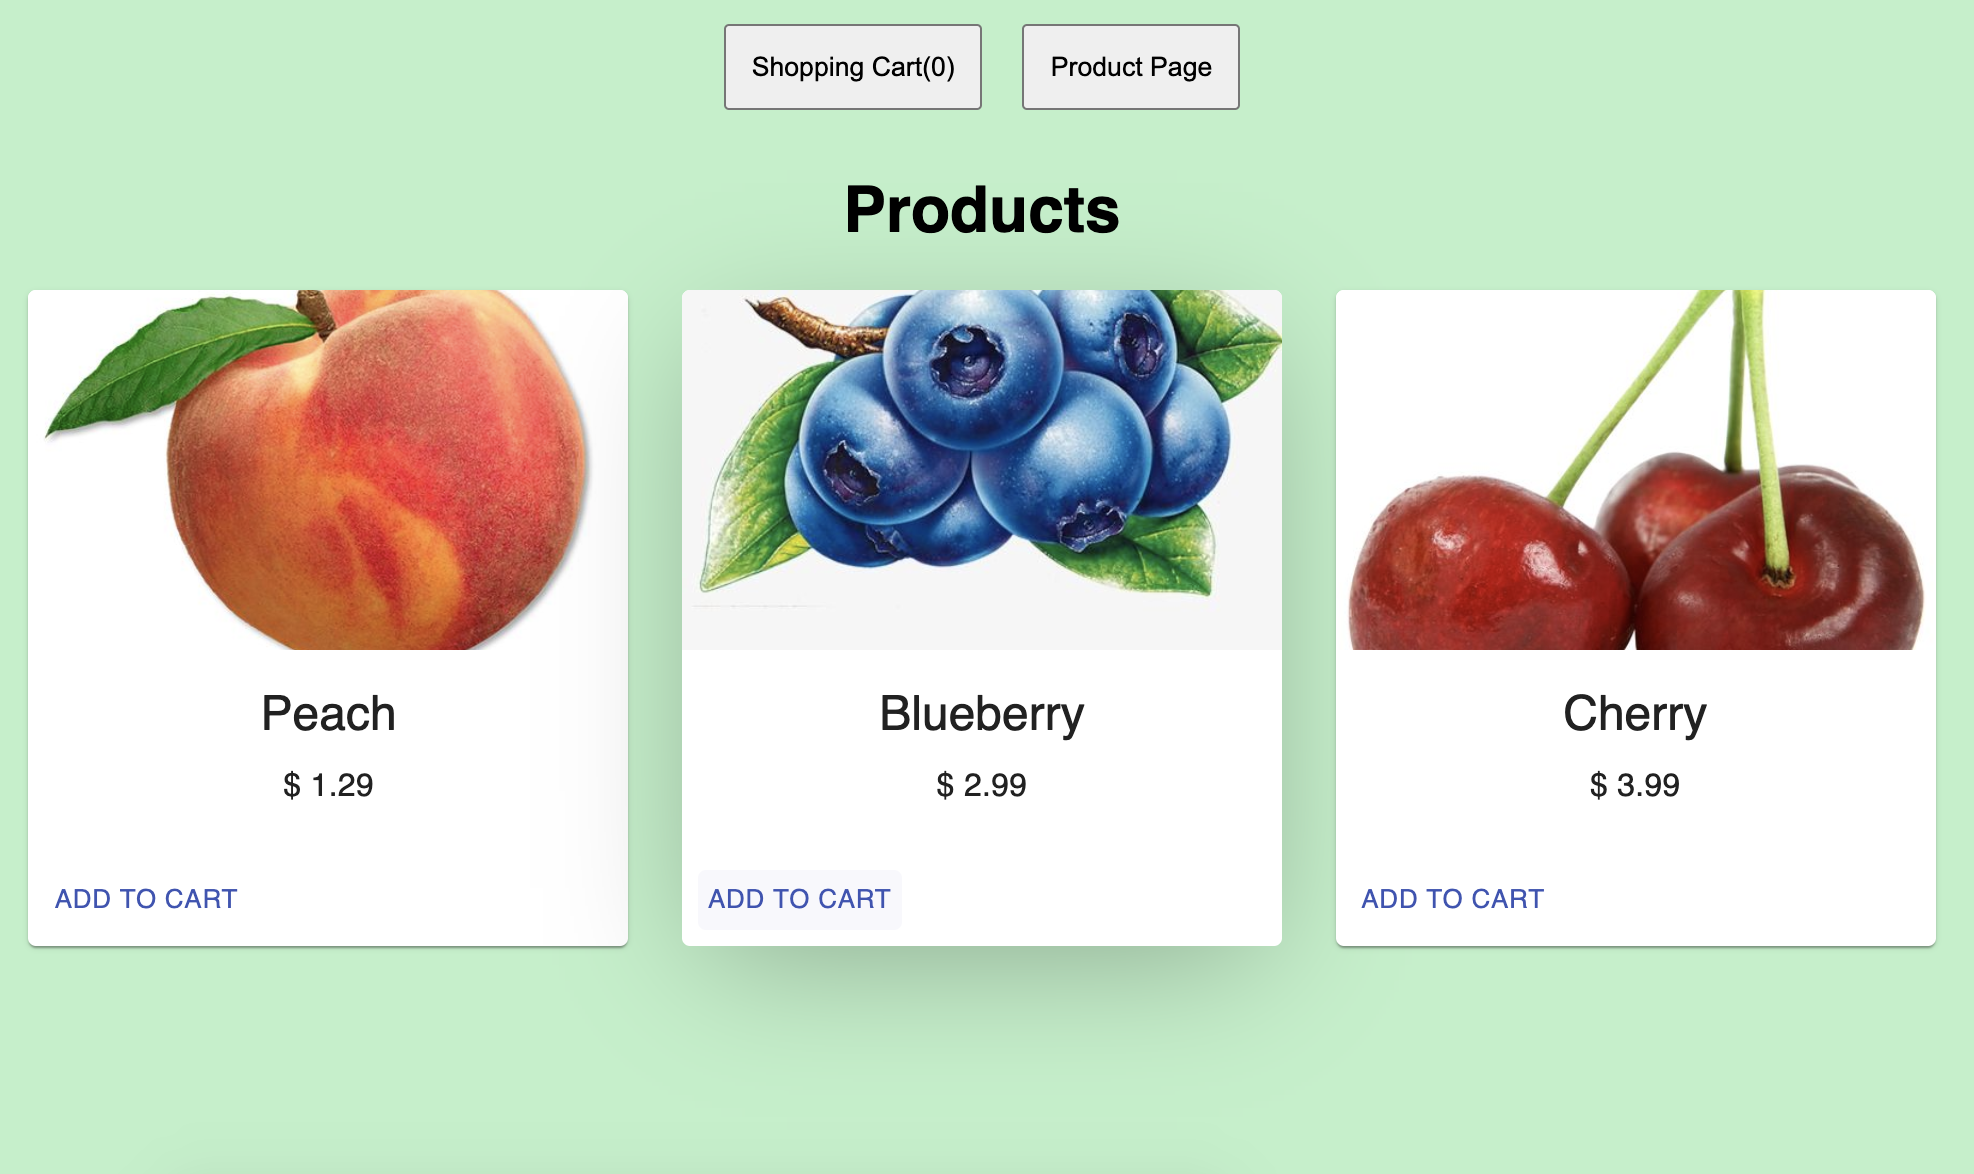 Shopping Cart(0)
Product Page
Products
Peach
$ 1.29
ADD TO CART
Blueberry
$ 2.99
ADD TO CART
Cherry
$ 3.99
ADD TO CART